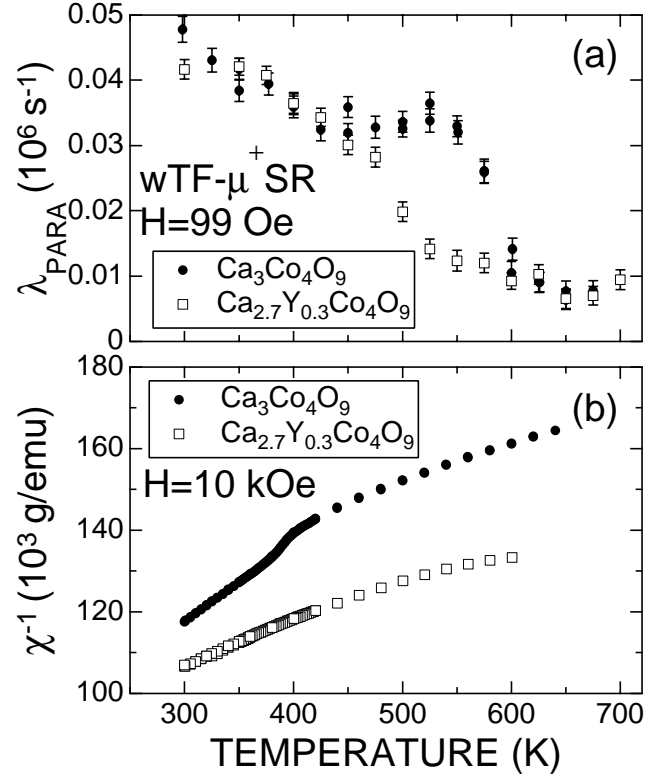 0.05
(a)
0.04
0.03
0.02
0.01
0
λPARA (10⁶ s⁻¹)
+
wTF-μ SR
H=99 Oe
Ca₃Co₄O₉
Ca₂.₇Y₀.₃Co₄O₉
180
(b)
160
140
120
100
χ⁻¹ (10³ g/emu)
Ca₃Co₄O₉
Ca₂.₇Y₀.₃Co₄O₉
H=10 kOe
300 400 500 600 700
TEMPERATURE (K)